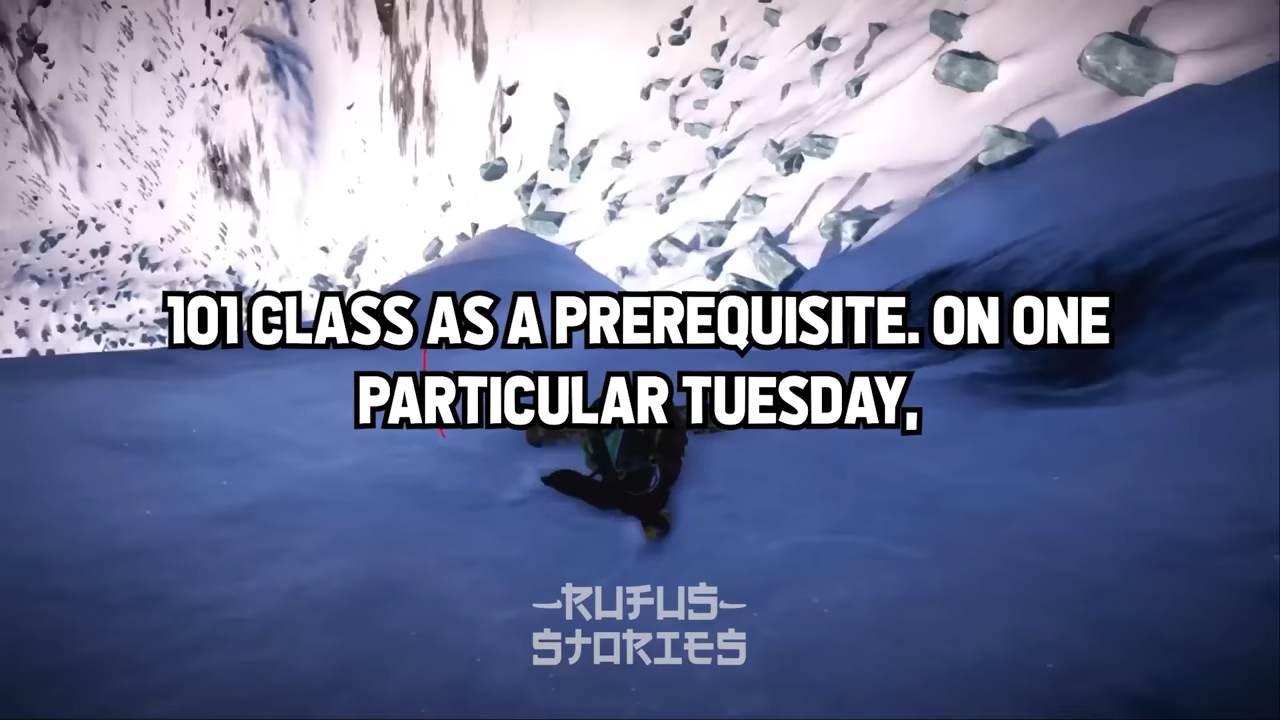 101 CLASS AS A PREREQUISITE. ON ONE
PARTICULAR TUESDAY,
RUFUS
STORIES